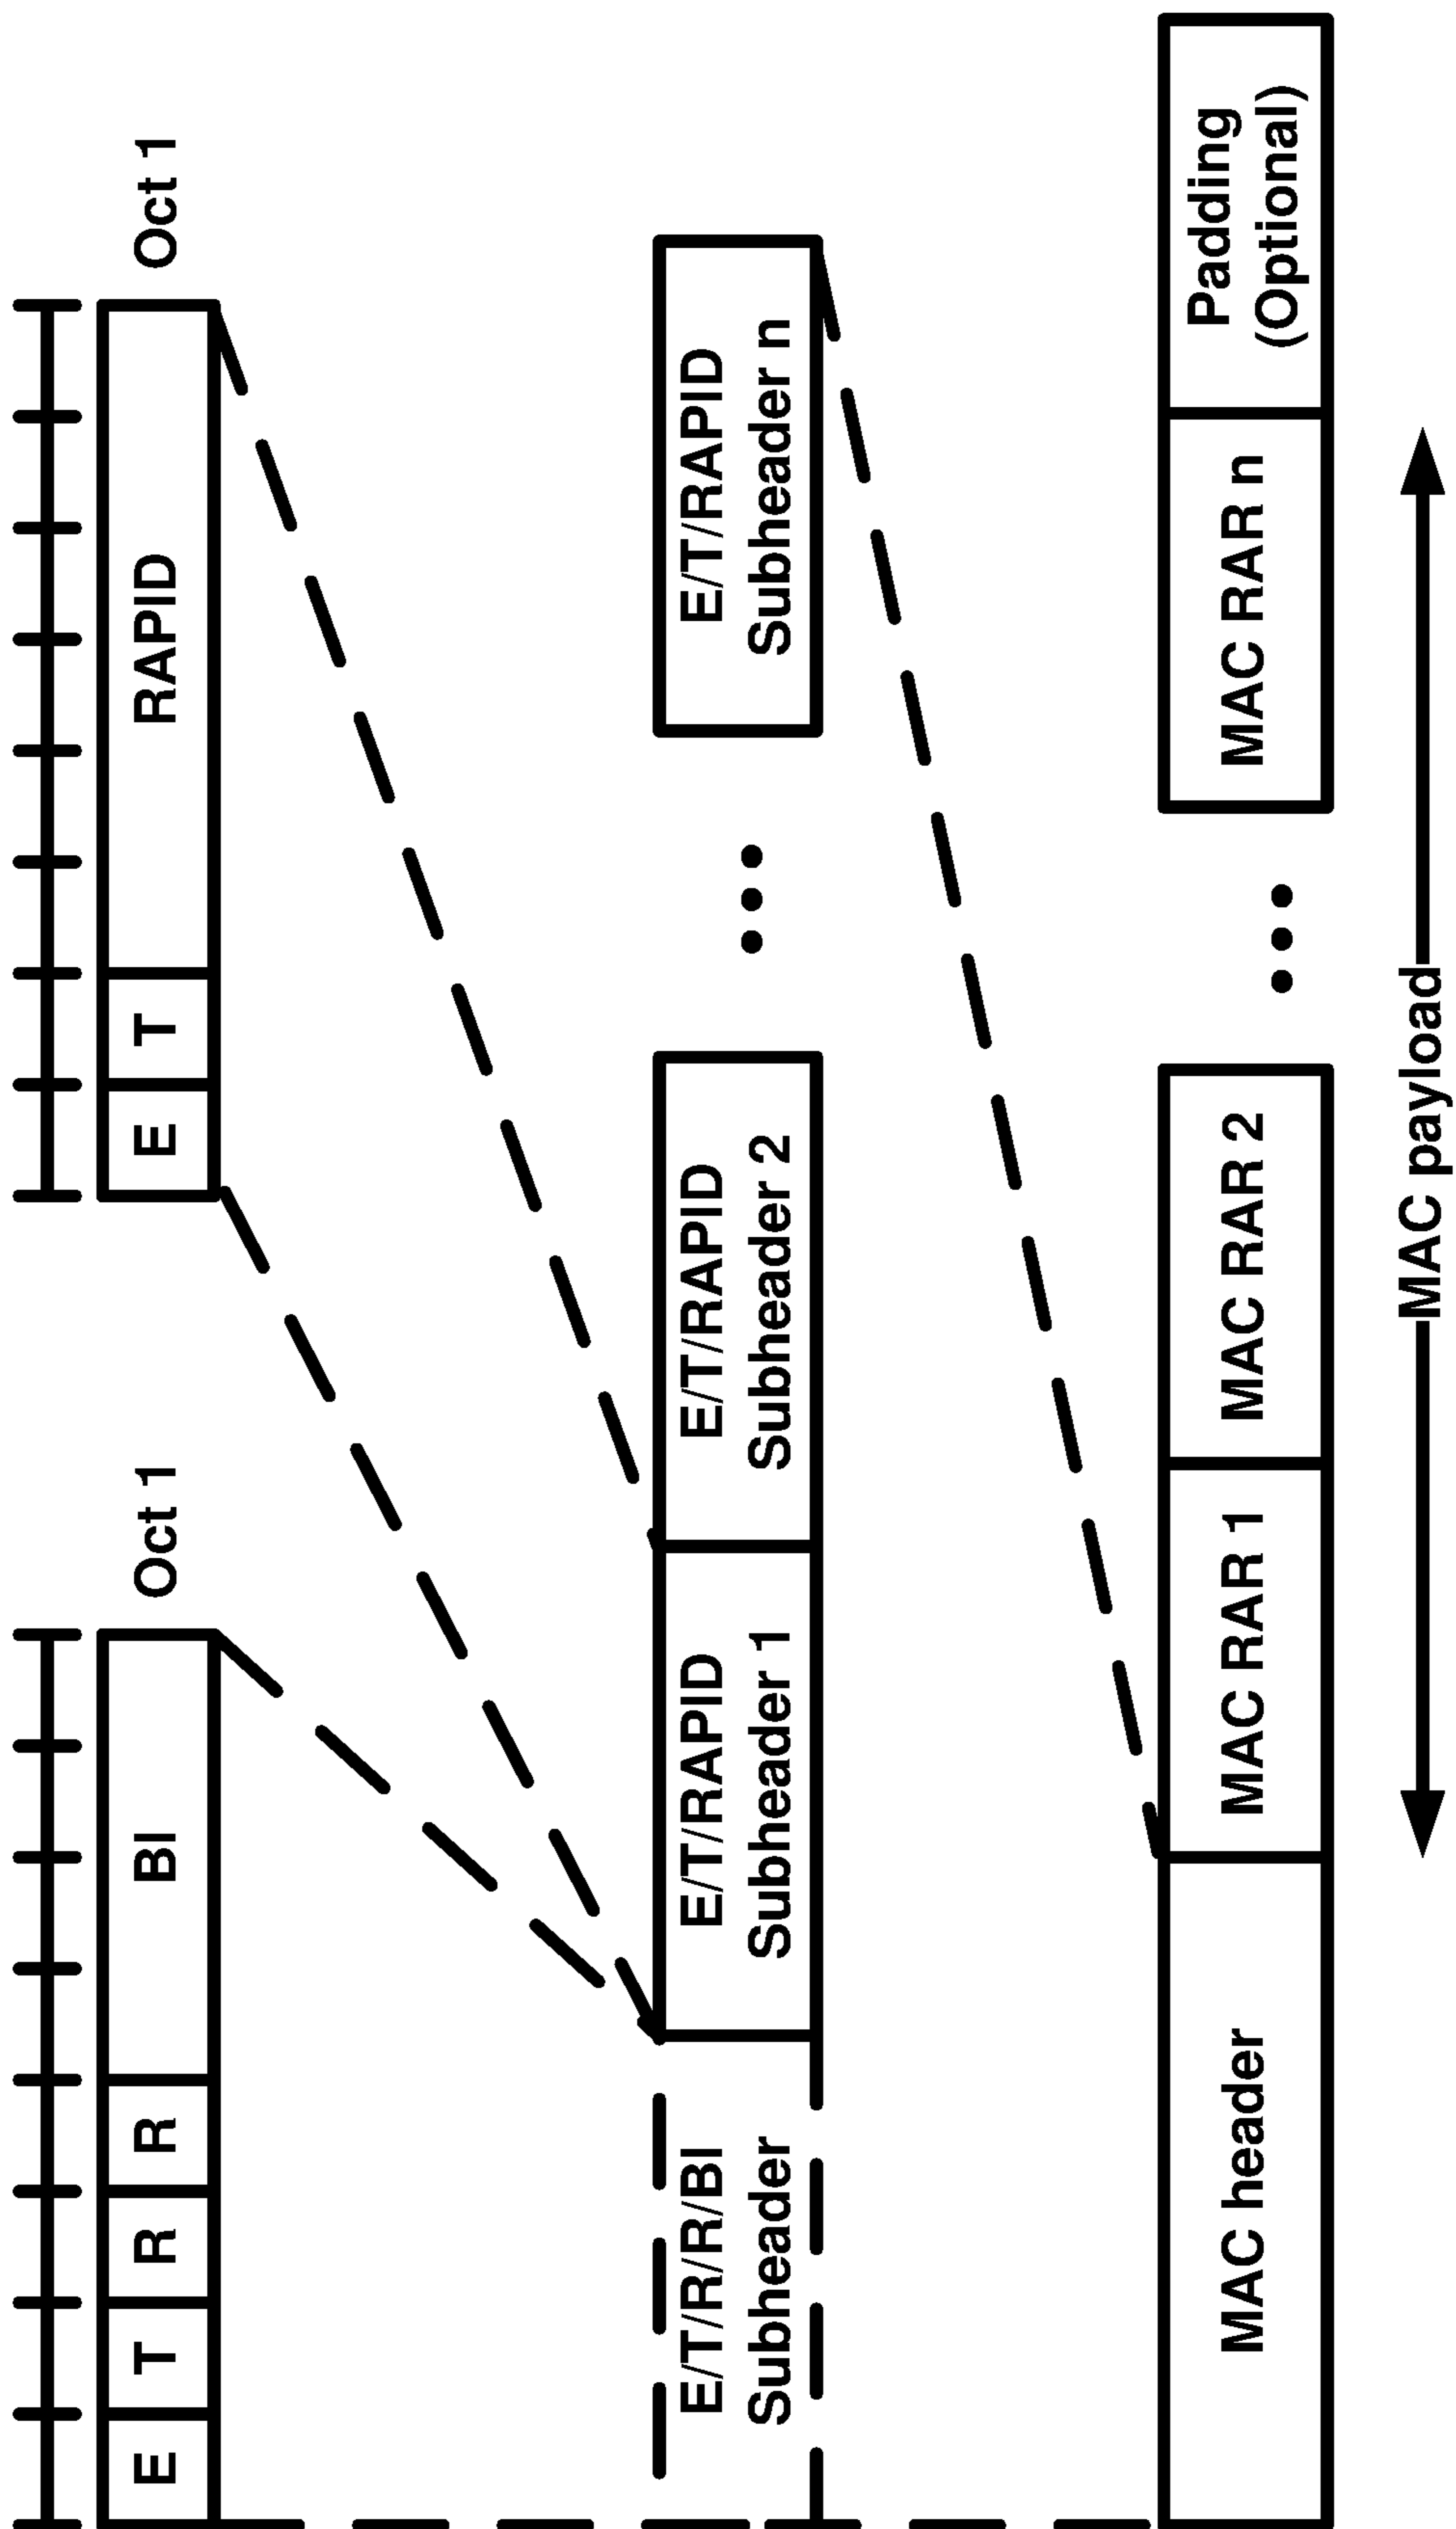 E T R R BI Oct 1
E T RAPID Oct 1
E/T/R/R/BI
Subheader
E/T/RAPID
Subheader 1
E/T/RAPID
Subheader 2
...
E/T/RAPID
Subheader n
MAC header
MAC RAR 1
MAC RAR 2
...
MAC RAR n
Padding
(Optional)
MAC payload